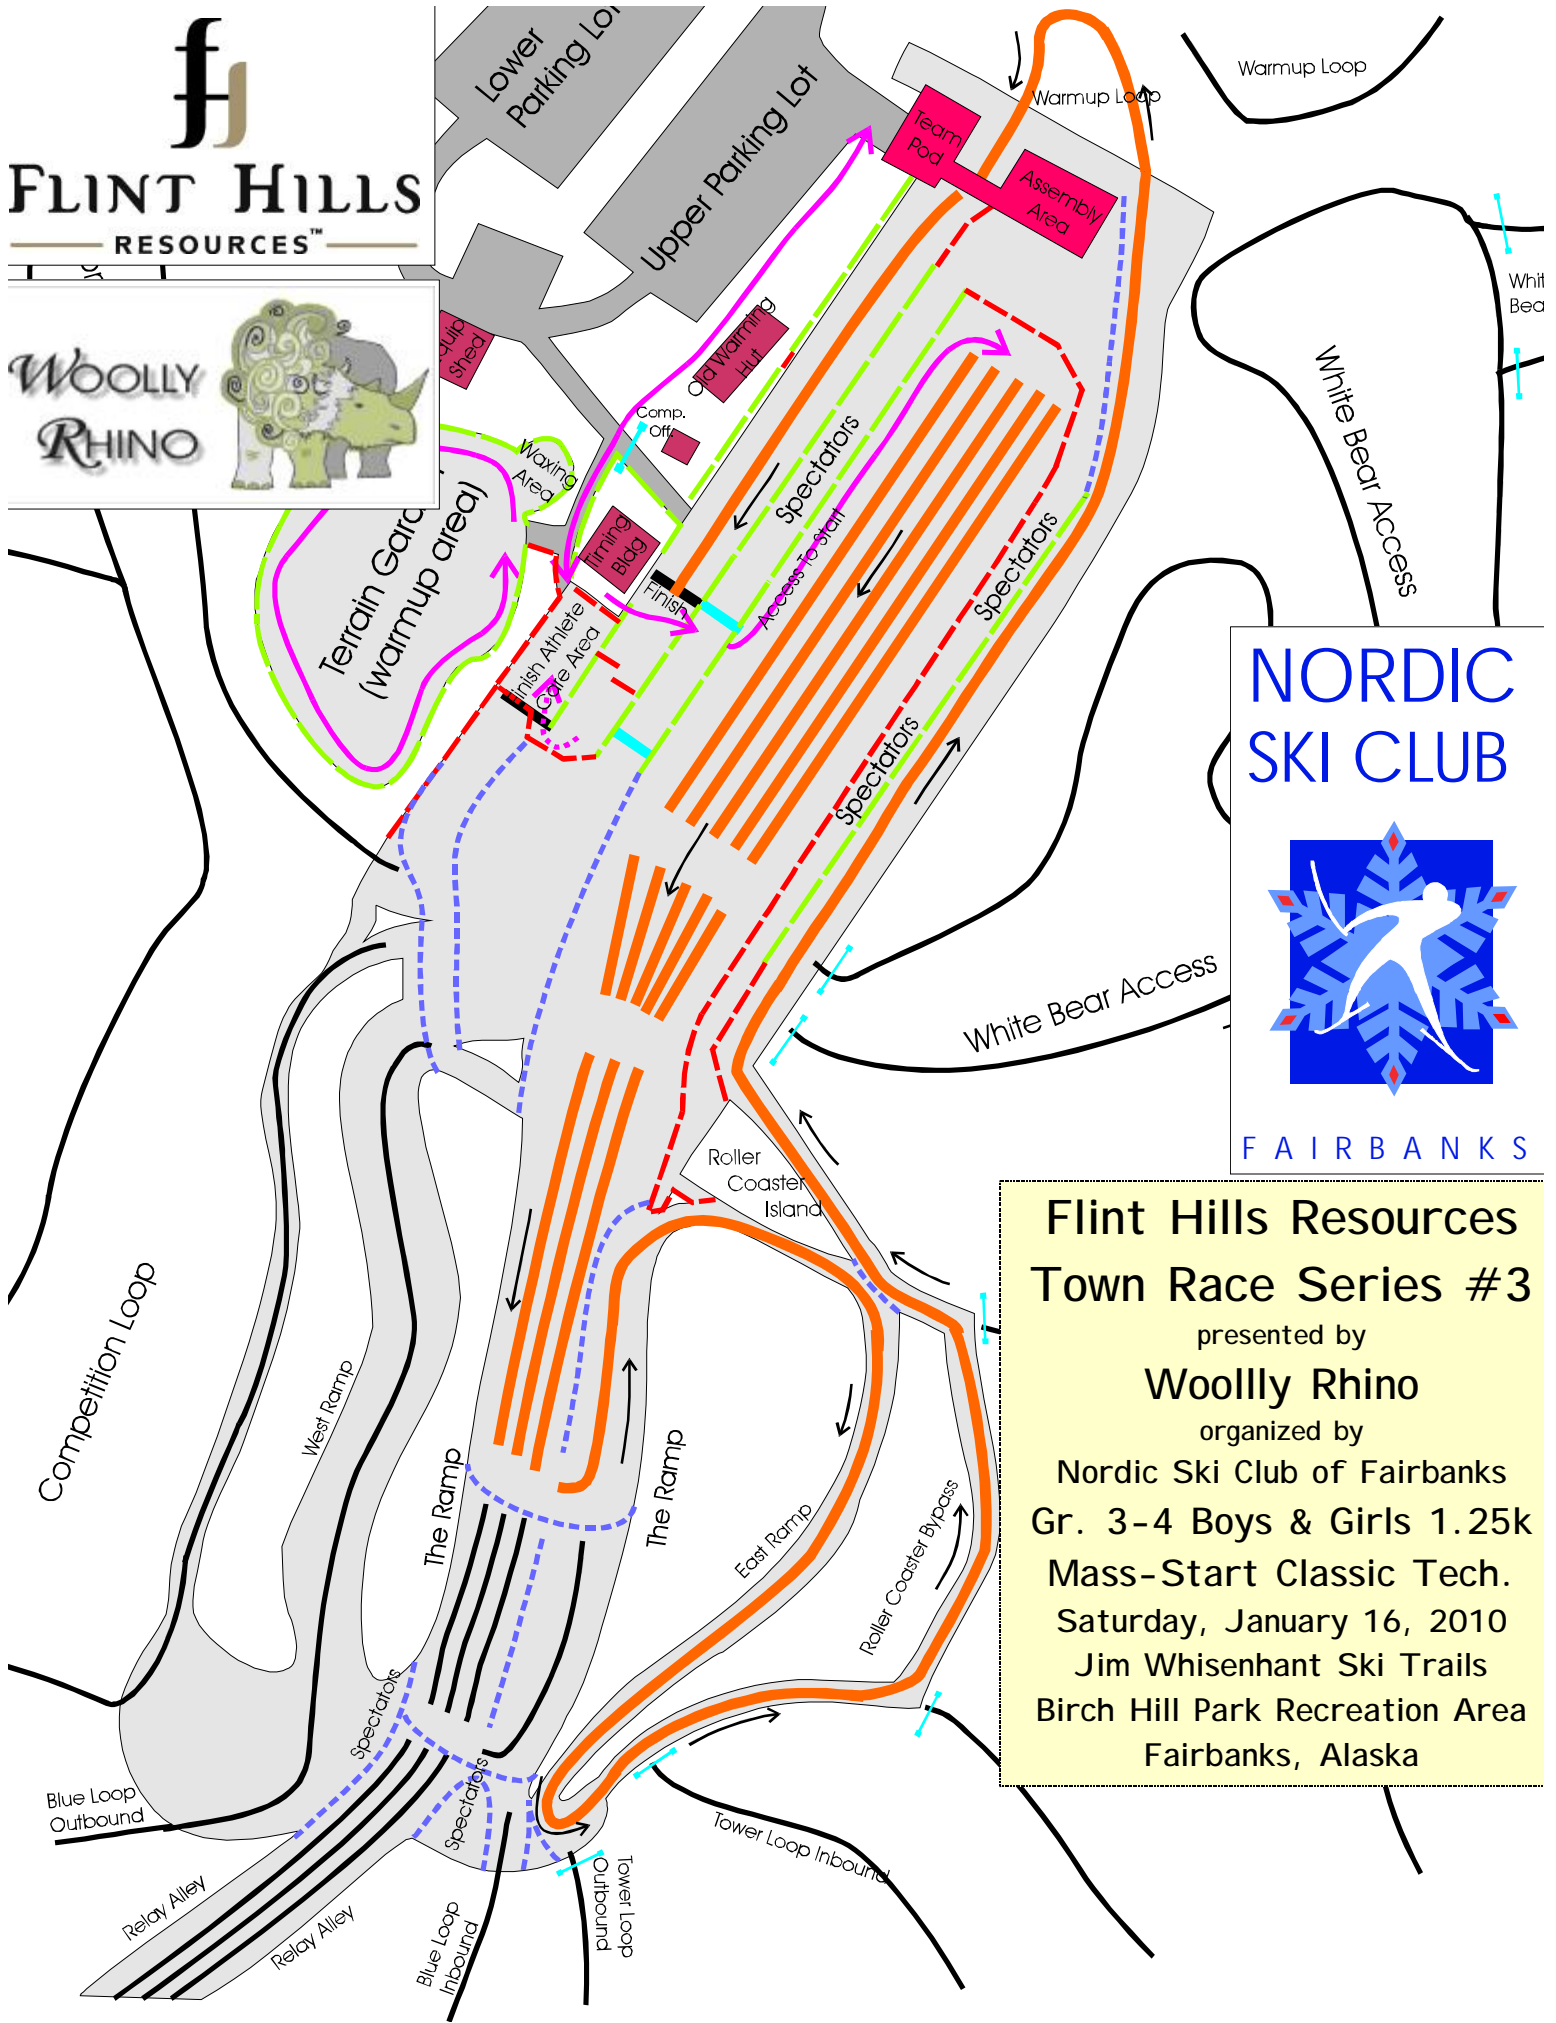 FLINT HILLS
RESOURCES™
WOOLLY
RHINO
Lower
Parking Lot
Upper Parking Lot
Warmup Loop
Warmup Loop
Team
Pod
Assembly
Area
Old Warming
Hut
Comp.
Off.
Shed
Waxing
Area
Timing
Bldg
Finish
Terrain
(warmup area)
Finish Athlete
Care Area
Spectators
Access To Start
Spectators
Spectators
White Bear Access
White Bear Access
NORDIC
SKI CLUB
FAIRBANKS
Roller
Coaster
Island
Competition Loop
West Ramp
The Ramp
The Ramp
East Ramp
Roller Coaster Bypass
Spectators
Spectators
Blue Loop
Outbound
Relay Alley
Relay Alley
Blue Loop
Inbound
Tower Loop
Outbound
Tower Loop Inbound
Flint Hills Resources
Town Race Series #3
presented by
Woollly Rhino
organized by
Nordic Ski Club of Fairbanks
Gr. 3-4 Boys & Girls 1.25k
Mass-Start Classic Tech.
Saturday, January 16, 2010
Jim Whisenhant Ski Trails
Birch Hill Park Recreation Area
Fairbanks, Alaska